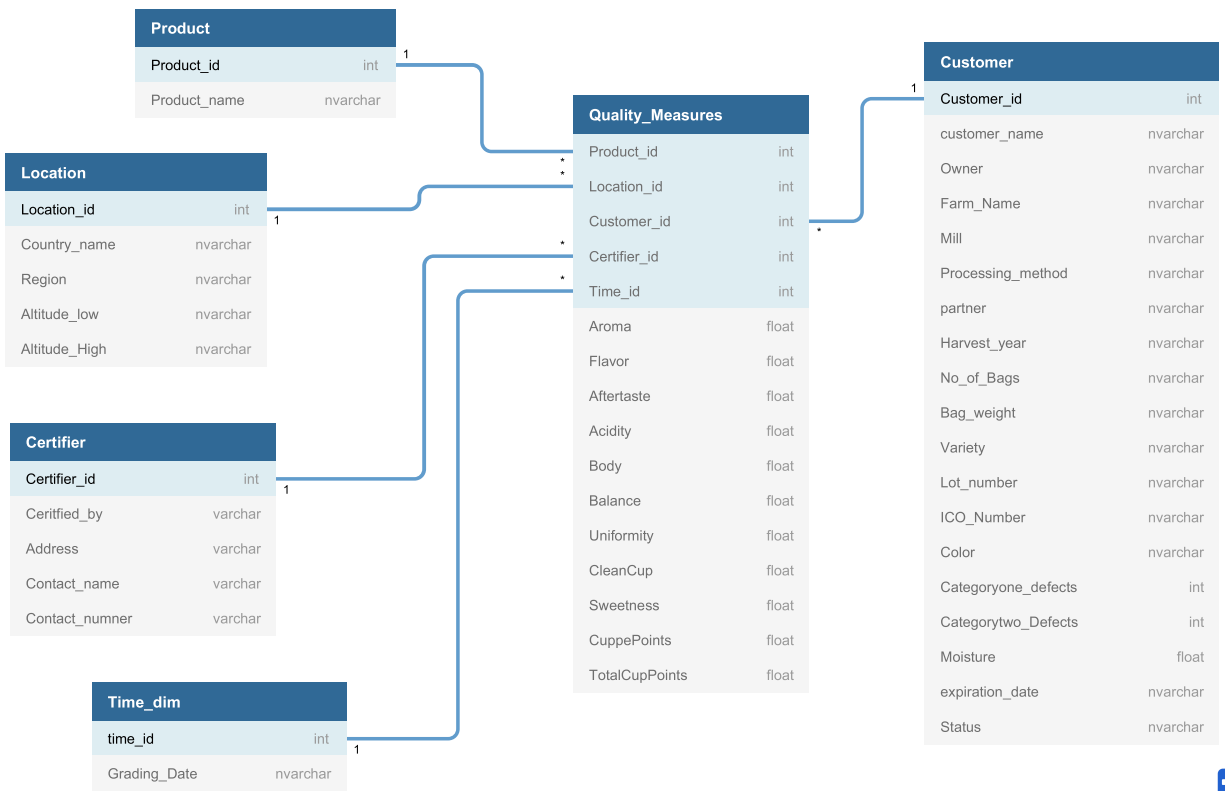 Product
Product_id int
Product_name nvarchar
1
Location
Location_id int
Country_name nvarchar
Region nvarchar
Altitude_low nvarchar
Altitude_High nvarchar
1
Certifier
Certifier_id int
Ceritfied_by varchar
Address varchar
Contact_name varchar
Contact_numner varchar
1
Time_dim
time_id int
Grading_Date nvarchar
1
Quality_Measures
Product_id int
*
*
Location_id int
Customer_id int
*
*
Certifier_id int
*
Time_id int
Aroma float
Flavor float
Aftertaste float
Acidity float
Body float
Balance float
Uniformity float
CleanCup float
Sweetness float
CuppePoints float
TotalCupPoints float
Customer
1
Customer_id int
customer_name nvarchar
Owner nvarchar
Farm_Name nvarchar
Mill nvarchar
Processing_method nvarchar
partner nvarchar
Harvest_year nvarchar
No_of_Bags nvarchar
Bag_weight nvarchar
Variety nvarchar
Lot_number nvarchar
ICO_Number nvarchar
Color nvarchar
Categoryone_defects int
Categorytwo_Defects int
Moisture float
expiration_date nvarchar
Status nvarchar